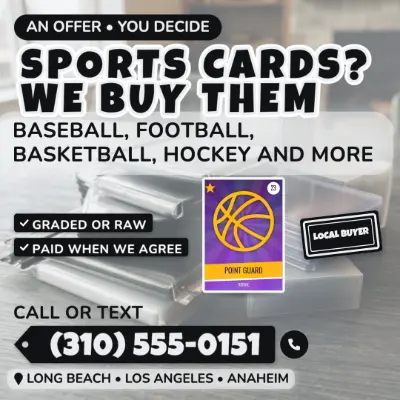 AN OFFER • YOU DECIDE
SPORTS CARDS?
WE BUY THEM
BASEBALL, FOOTBALL,
BASKETBALL, HOCKEY AND MORE
23
GRADED OR RAW
PAID WHEN WE AGREE
POINT GUARD
LOCAL BUYER
CALL OR TEXT
(310) 555-0151
LONG BEACH • LOS ANGELES • ANAHEIM